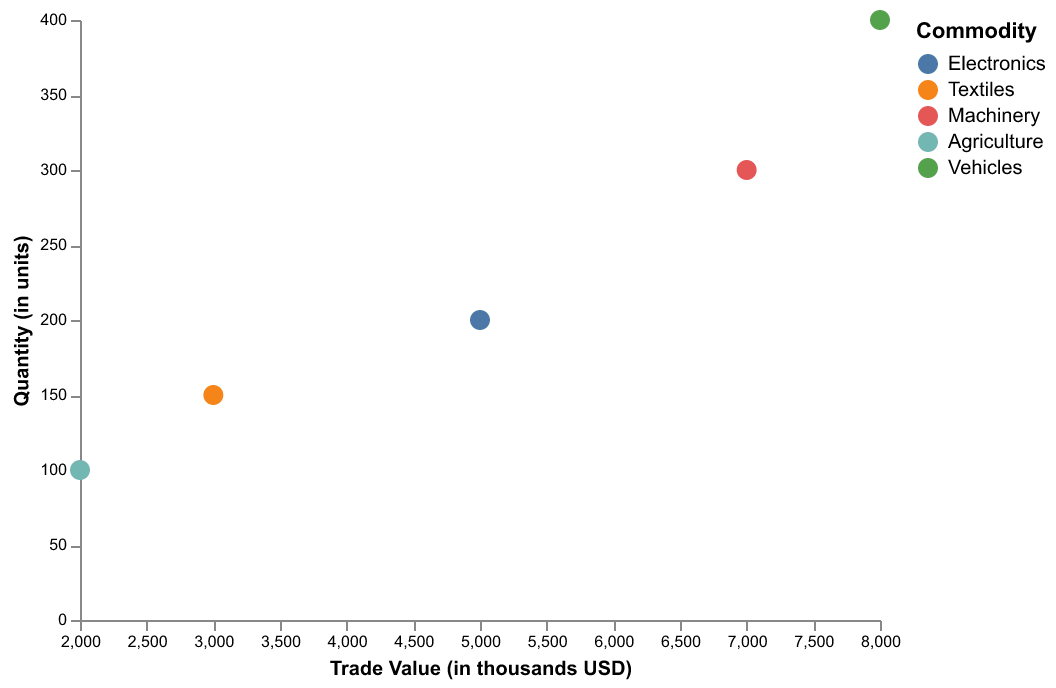 400
350
300
250
200
150
100
50
0
Quantity (in units)
2,000 2,500 3,000 3,500 4,000 4,500 5,000 5,500 6,000 6,500 7,000 7,500 8,000
Trade Value (in thousands USD)
Commodity
Electronics
Textiles
Machinery
Agriculture
Vehicles